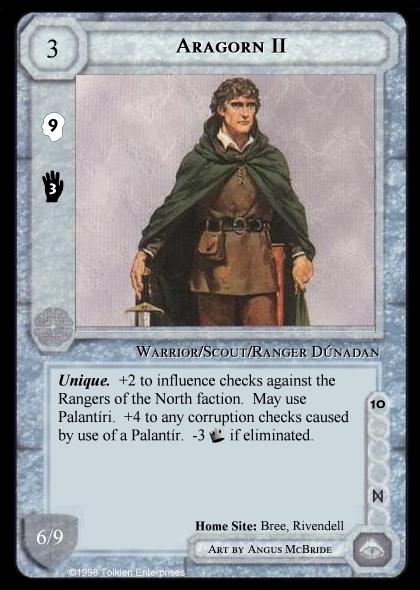 3
ARAGORN II
9
3
WARRIOR/SCOUT/RANGER DÚNADAN
Unique. +2 to influence checks against the
Rangers of the North faction. May use
Palantíri. +4 to any corruption checks caused
by use of a Palantír. -3 if eliminated.
10
ᛞ
Home Site: Bree, Rivendell
6/9
ART BY ANGUS MCBRIDE
©1998 Tolkien Enterprises